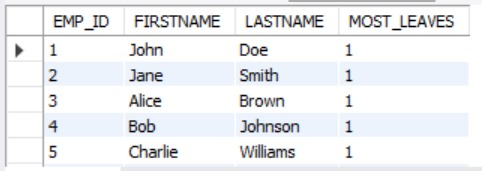 EMP_ID FIRSTNAME LASTNAME MOST_LEAVES
1 John Doe 1
2 Jane Smith 1
3 Alice Brown 1
4 Bob Johnson 1
5 Charlie Williams 1